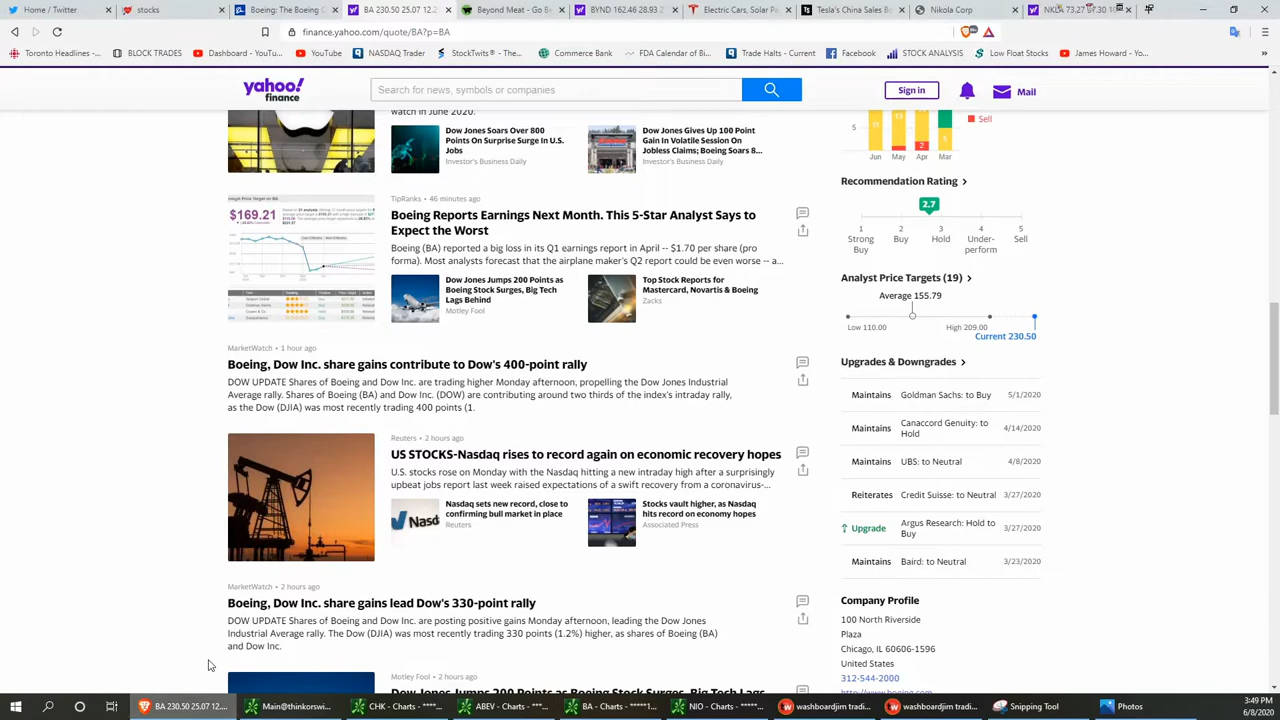 Home / Twitter
stocks
Boeing: The Boeing C
BA 230.50 25.07 12.2
Beyond Meat - Go Be
BYND 162.46 28.93 2
Electric Cars, Solar Pa
Tesla's China Sales Bo
Nikola Corp
NKLA 73.27
finance.yahoo.com/quote/BA?p=BA
Toronto Headlines -...
BLOCK TRADES
Dashboard - YouTu...
NASDAQ Trader
StockTwits® - The...
Commerce Bank
FDA Calendar of Bi...
Trade Halts - Current
Facebook
STOCK ANALYSIS
Low Float Stocks
James Howard - Yo...
yahoo!
finance
Search for news, symbols or companies
Sign in
Mail
watch in June 2020.
Dow Jones Soars Over 800
Points On Surprise Surge In U.S.
Jobs
Investor's Business Daily
Dow Jones Gives Up 100 Point
Gain In Volatile Session On
Jobless Claims; Boeing Soars 8...
Investor's Business Daily
TipRanks • 46 minutes ago
Boeing Reports Earnings Next Month. This 5-Star Analyst Says to
Expect the Worst
Boeing (BA) reported a big loss in its Q1 earnings report in April -- $1.70 per share (pro
forma). Most analysts forecast that the airplane maker's Q2 report could be even worse -- a...
$169.21
Dow Jones Jumps 200 Points as
Boeing Stock Surges, Big Tech
Lags Behind
Motley Fool
Top Stock Reports for
Mastercard, Novartis & Boeing
Zacks
MarketWatch • 1 hour ago
Boeing, Dow Inc. share gains contribute to Dow's 400-point rally
DOW UPDATE Shares of Boeing and Dow Inc. are trading higher Monday afternoon, propelling the Dow Jones Industrial
Average rally. Shares of Boeing (BA) and Dow Inc. (DOW) are contributing around two thirds of the index's intraday rally,
as the Dow (DJIA) was most recently trading 400 points (1.
Reuters • 2 hours ago
US STOCKS-Nasdaq rises to record again on economic recovery hopes
U.S. stocks rose on Monday with the Nasdaq hitting a new intraday high after a surprisingly
upbeat jobs report last week raised expectations of a swift recovery from a coronavirus-...
Nasdaq sets new record, close to
confirming bull market in place
Reuters
Stocks vault higher, as Nasdaq
hits record on economy hopes
Associated Press
Nasd
MarketWatch • 2 hours ago
Boeing, Dow Inc. share gains lead Dow's 330-point rally
DOW UPDATE Shares of Boeing and Dow Inc. are posting positive gains Monday afternoon, leading the Dow Jones
Industrial Average rally. The Dow (DJIA) was most recently trading 330 points (1.2%) higher, as shares of Boeing (BA)
and Dow Inc.
Motley Fool • 2 hours ago
Dow Jones Jumps 200 Points as Boeing Stock Surges, Big Tech Lags
5
11
13
2
5
Sell
Jun
May
Apr
Mar
Recommendation Rating
2.7
1
2
3
4
5
Strong
Buy
Buy
Hold
Under-
perform
Sell
Analyst Price Targets (19)
Average 155.79
Low 110.00
High 209.00
Current 230.50
Upgrades & Downgrades
Maintains Goldman Sachs: to Buy 5/1/2020
Maintains Canaccord Genuity: to
Hold 4/14/2020
Maintains UBS: to Neutral 4/8/2020
Reiterates Credit Suisse: to Neutral 3/27/2020
Upgrade Argus Research: Hold to
Buy 3/27/2020
Maintains Baird: to Neutral 3/23/2020
Company Profile
100 North Riverside
Plaza
Chicago, IL 60606-1596
United States
312-544-2000
http://www.boeing.com
BA 230.50 25.07 12....
Main@thinkorswi...
CHK - Charts - ****...
ABEV - Charts - **...
BA - Charts - ****1...
NIO - Charts - ****...
washboardjim tradi...
washboardjim tradi...
Snipping Tool
Photos
3:49 PM
6/8/2020